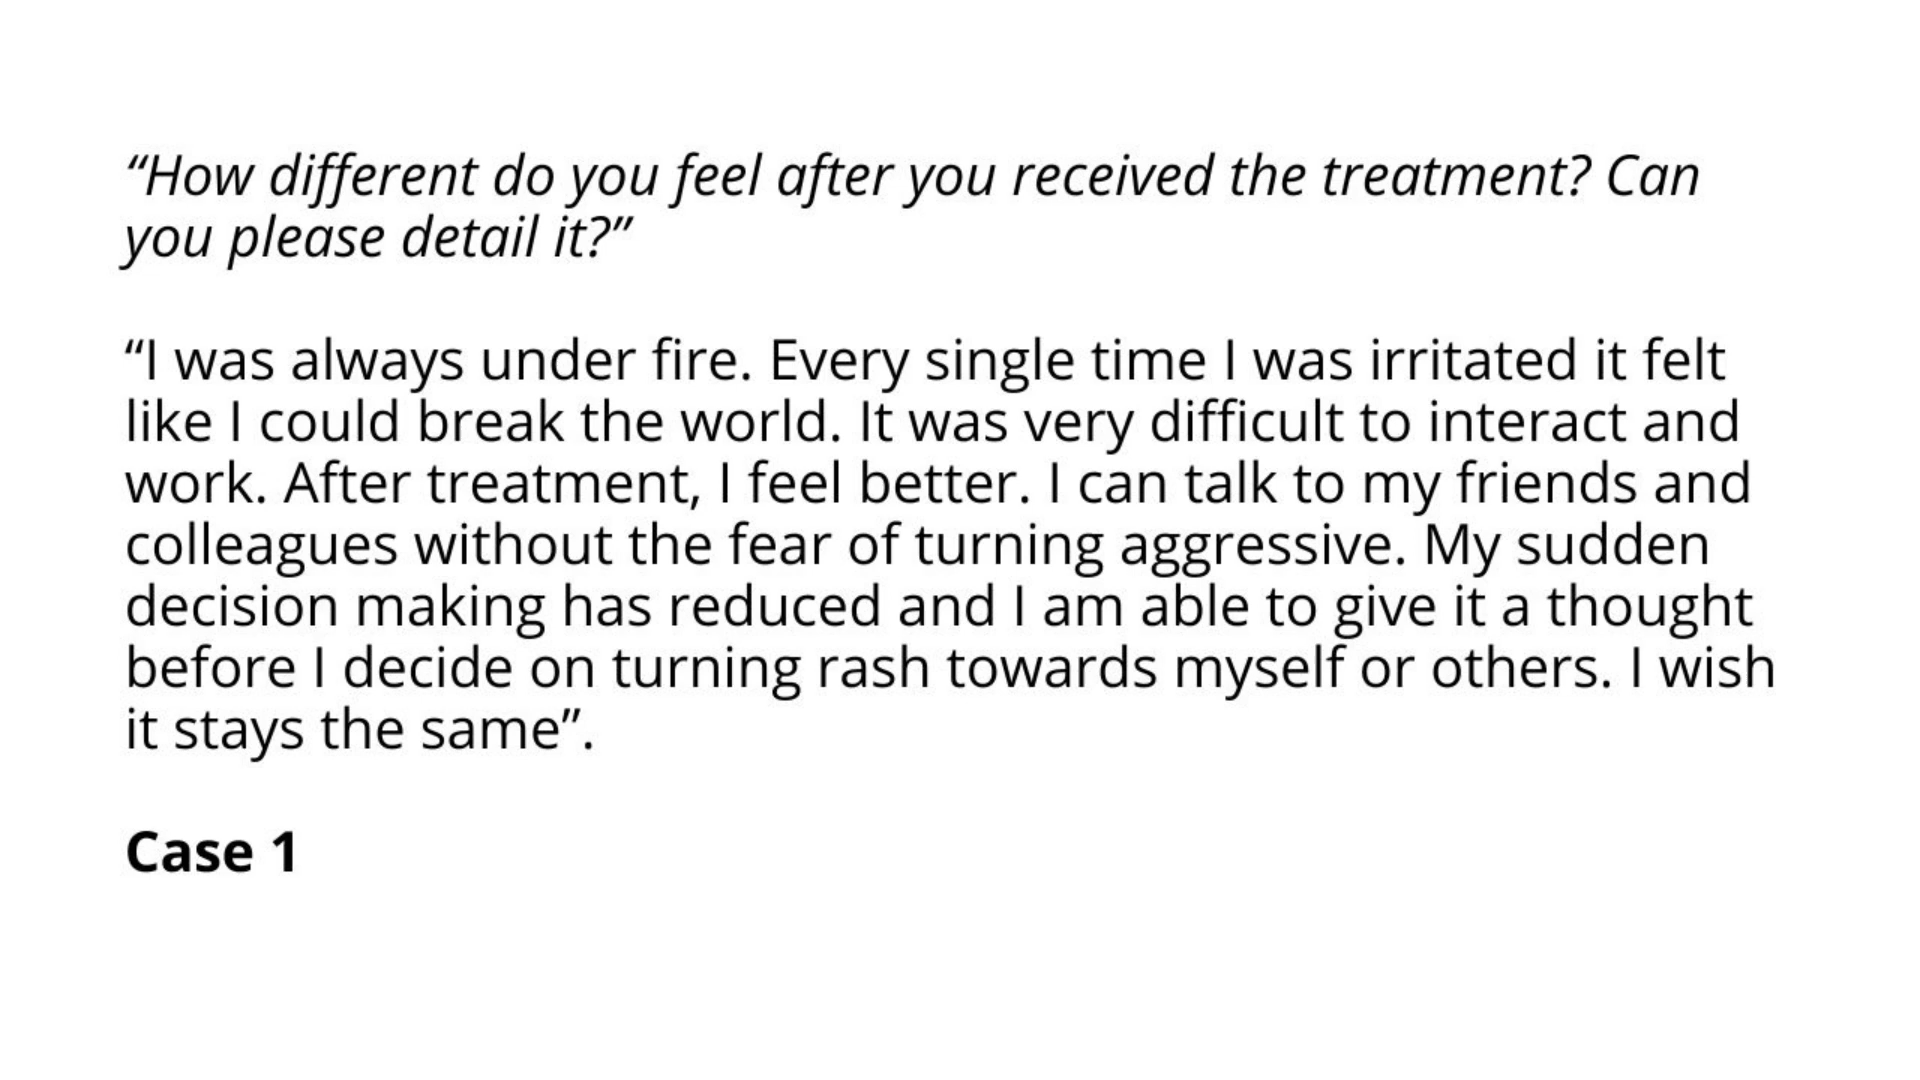 “How different do you feel after you received the treatment? Can
you please detail it?”
“I was always under fire. Every single time I was irritated it felt
like I could break the world. It was very difficult to interact and
work. After treatment, I feel better. I can talk to my friends and
colleagues without the fear of turning aggressive. My sudden
decision making has reduced and I am able to give it a thought
before I decide on turning rash towards myself or others. I wish
it stays the same”.
Case 1